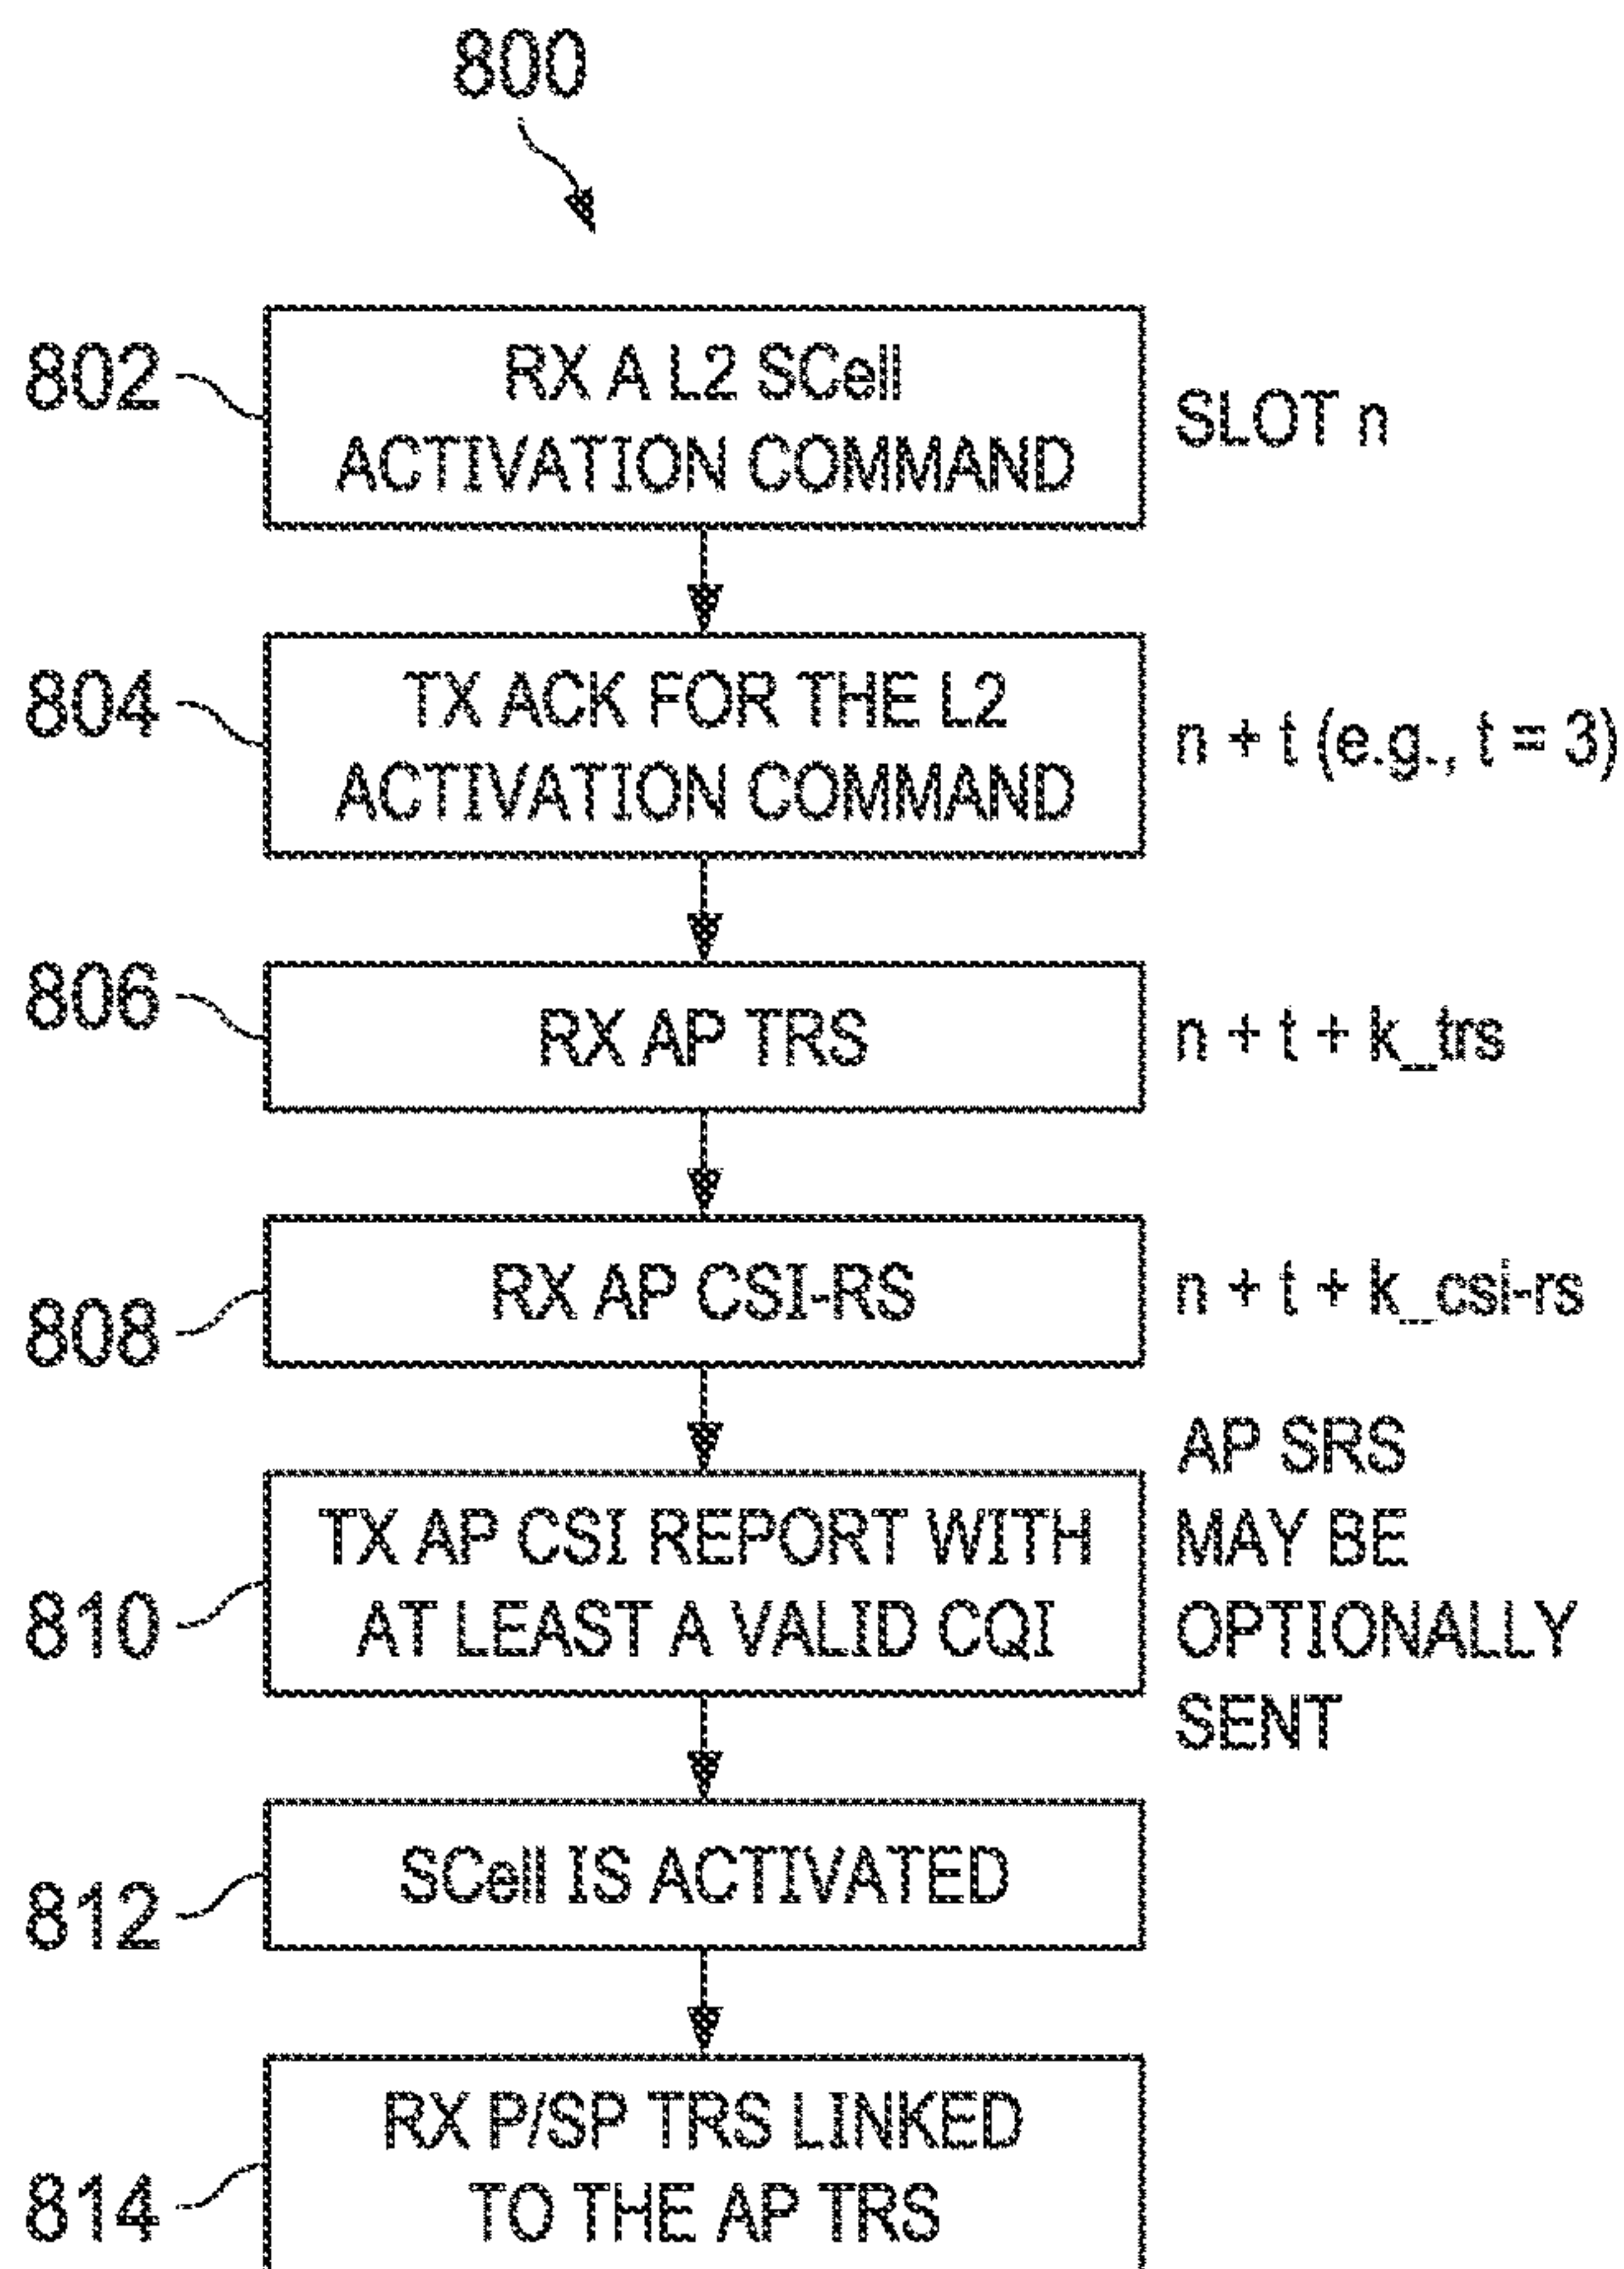 800
802
RX A L2 SCell
ACTIVATION COMMAND
SLOT n
804
TX ACK FOR THE L2
ACTIVATION COMMAND
n + t (e.g., t = 3)
806
RX AP TRS
n + t + k_trs
808
RX AP CSI-RS
n + t + k_csi-rs
810
TX AP CSI REPORT WITH
AT LEAST A VALID CQI
AP SRS
MAY BE
OPTIONALLY
SENT
812
SCell IS ACTIVATED
814
RX P/SP TRS LINKED
TO THE AP TRS